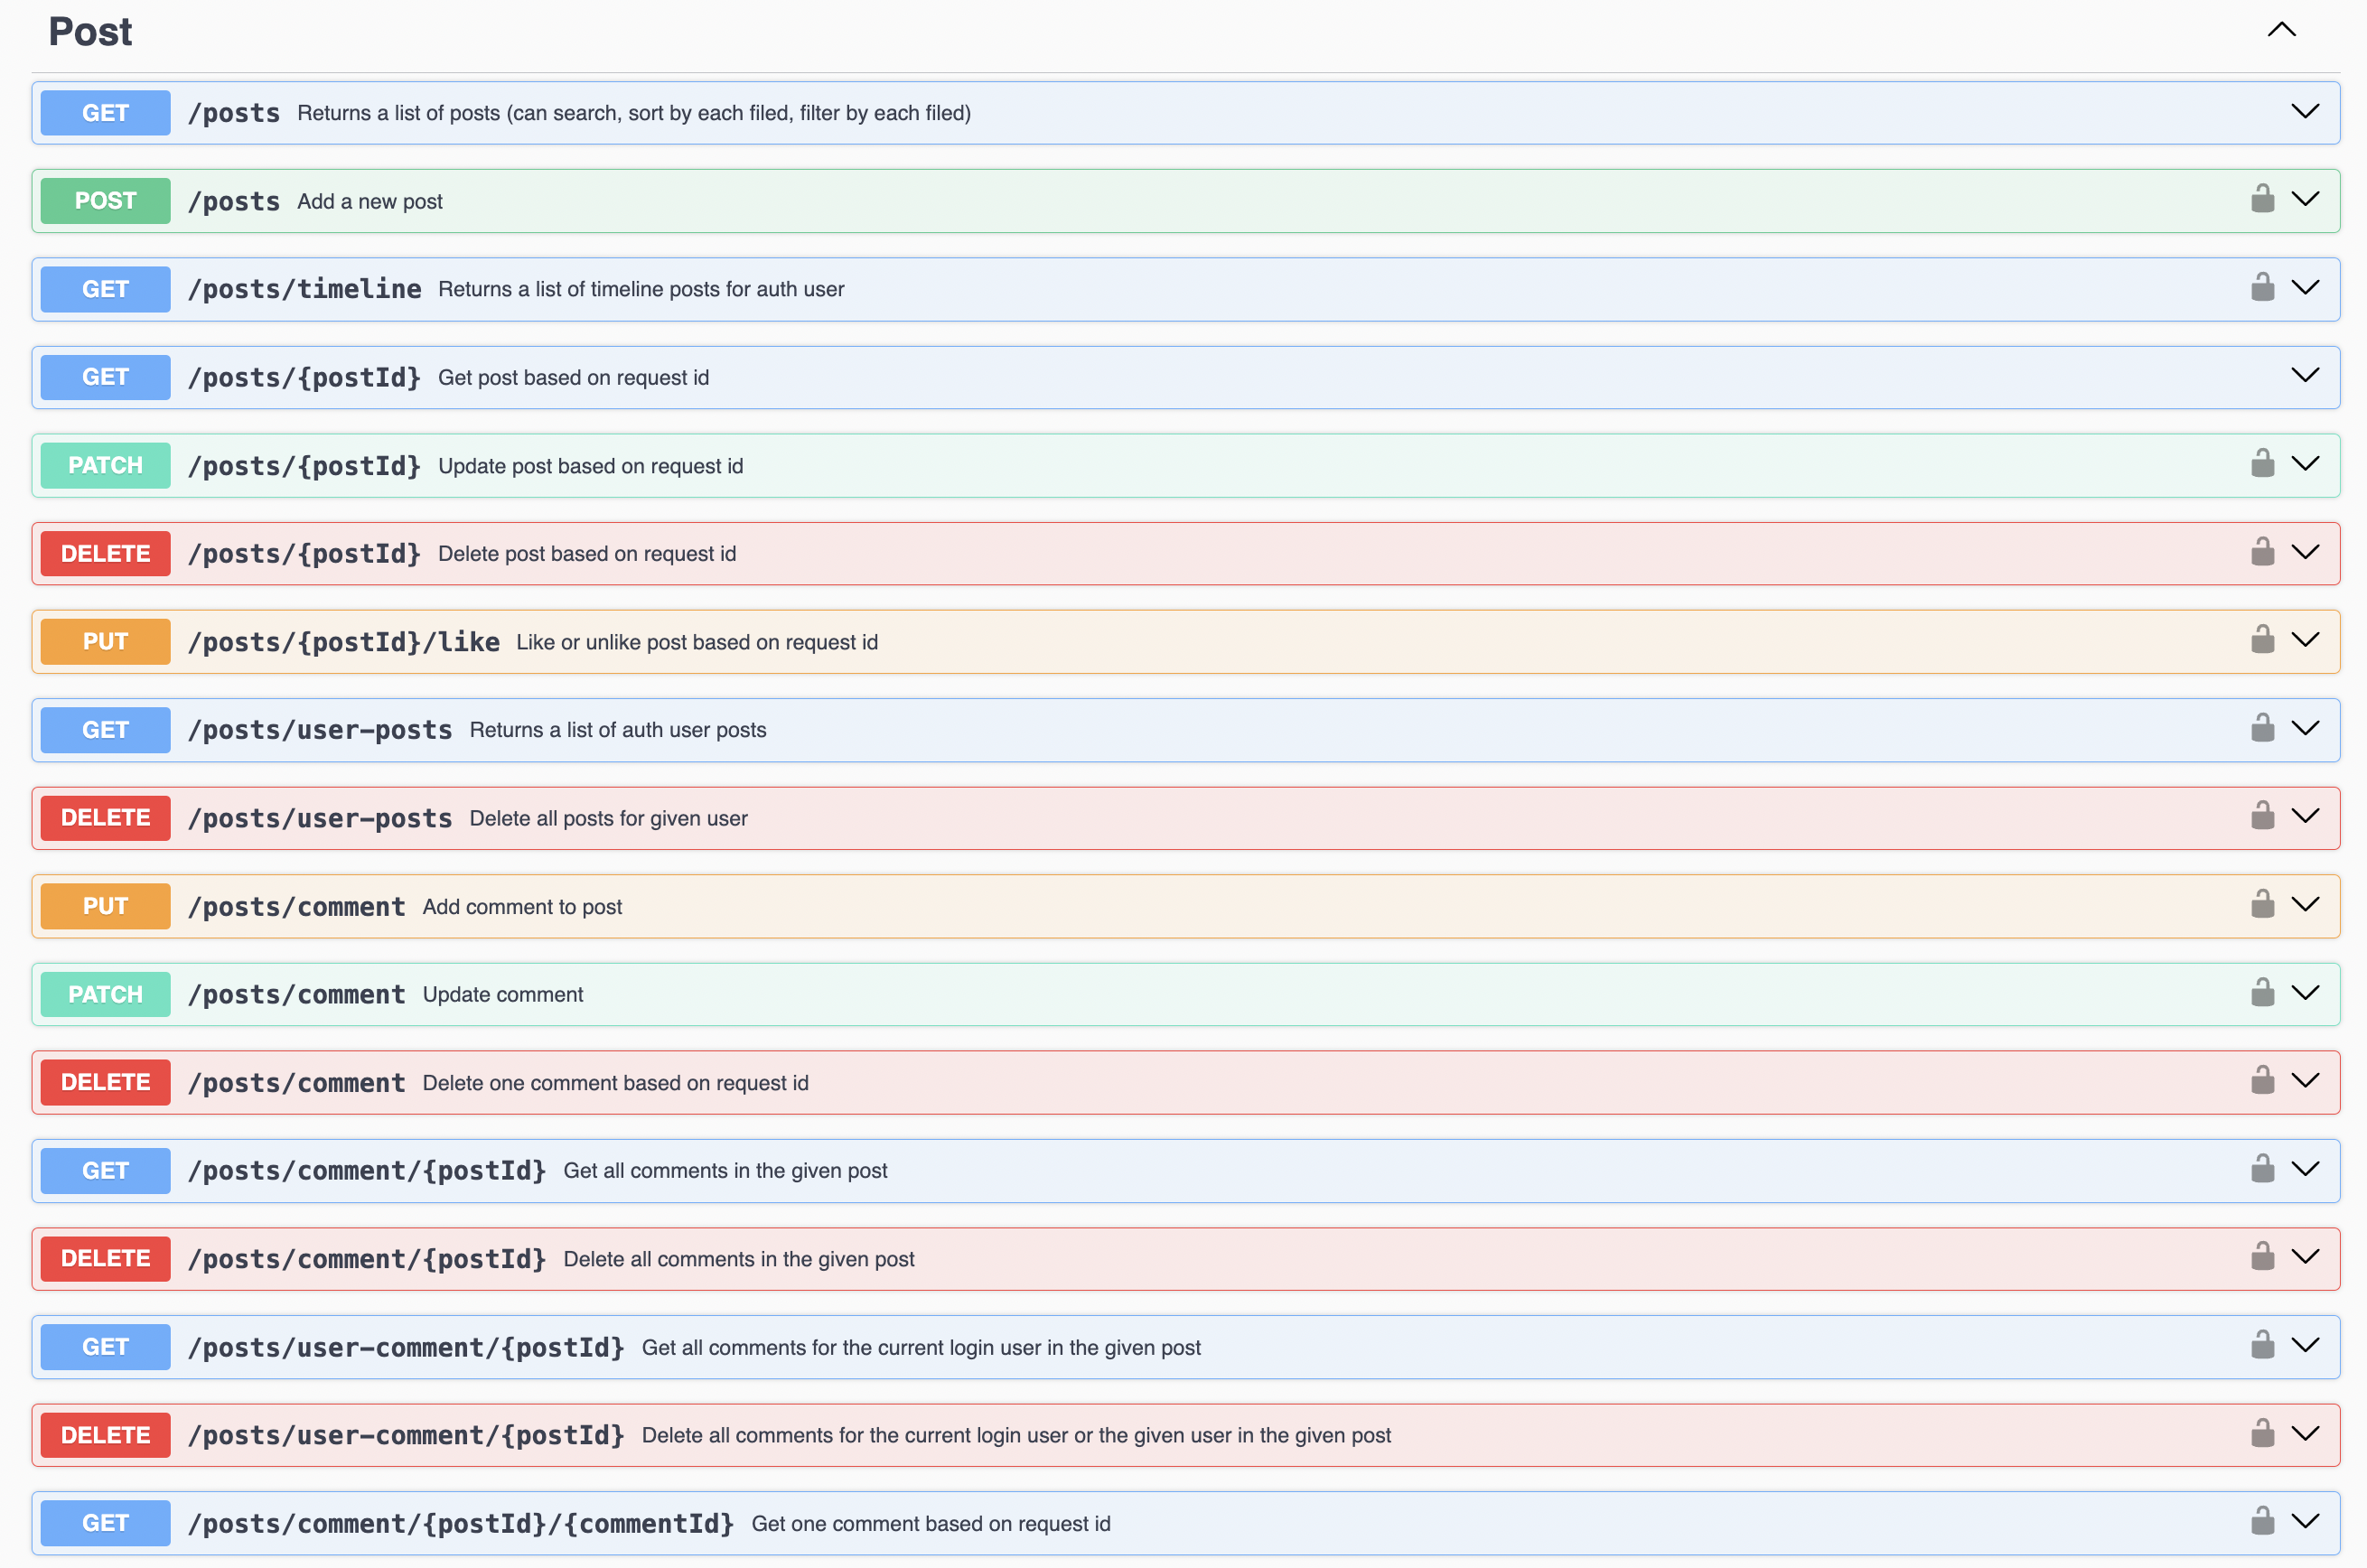 Post
GET /posts Returns a list of posts (can search, sort by each filed, filter by each filed)
POST /posts Add a new post
GET /posts/timeline Returns a list of timeline posts for auth user
GET /posts/{postId} Get post based on request id
PATCH /posts/{postId} Update post based on request id
DELETE /posts/{postId} Delete post based on request id
PUT /posts/{postId}/like Like or unlike post based on request id
GET /posts/user-posts Returns a list of auth user posts
DELETE /posts/user-posts Delete all posts for given user
PUT /posts/comment Add comment to post
PATCH /posts/comment Update comment
DELETE /posts/comment Delete one comment based on request id
GET /posts/comment/{postId} Get all comments in the given post
DELETE /posts/comment/{postId} Delete all comments in the given post
GET /posts/user-comment/{postId} Get all comments for the current login user in the given post
DELETE /posts/user-comment/{postId} Delete all comments for the current login user or the given user in the given post
GET /posts/comment/{postId}/{commentId} Get one comment based on request id